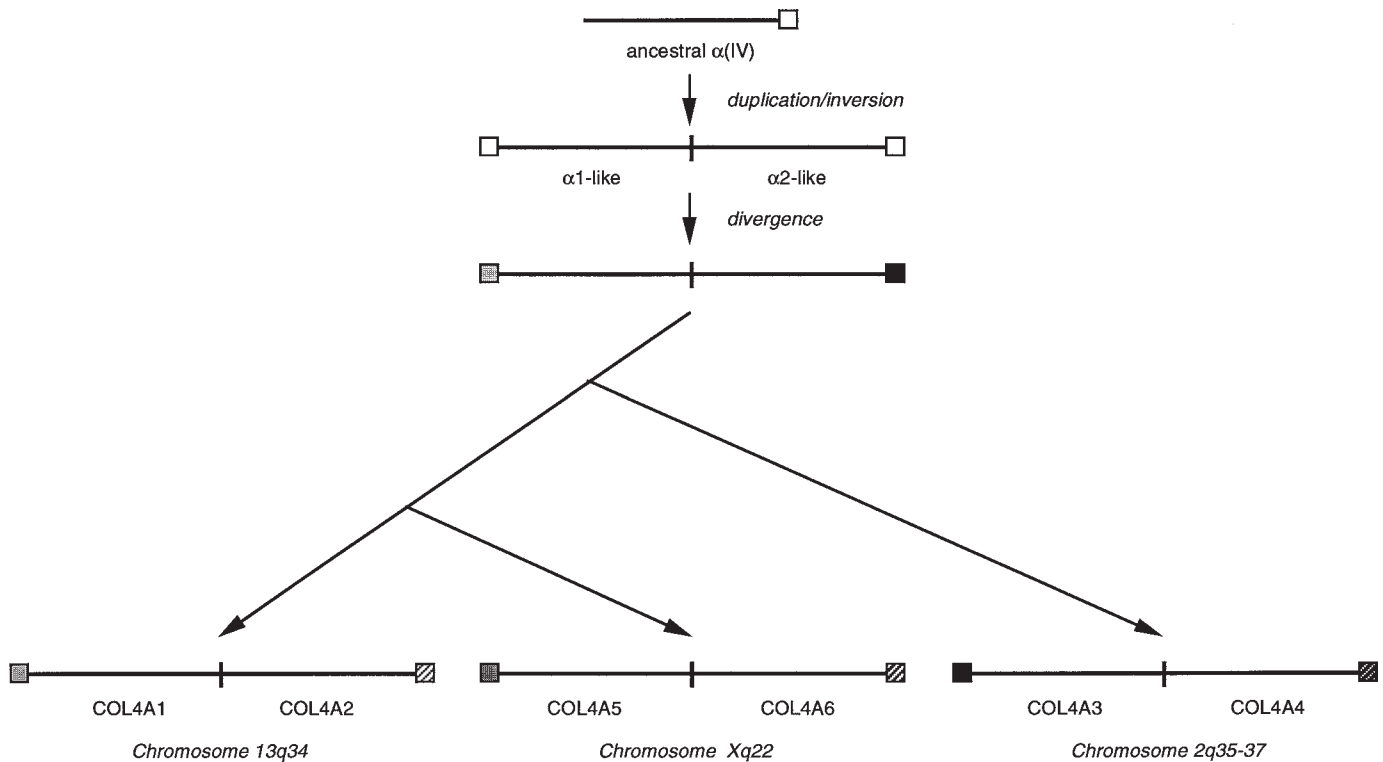 ancestral α(IV)
duplication/inversion
α1-like α2-like
divergence
COL4A1 COL4A2 COL4A5 COL4A6 COL4A3 COL4A4
Chromosome 13q34 Chromosome Xq22 Chromosome 2q35-37